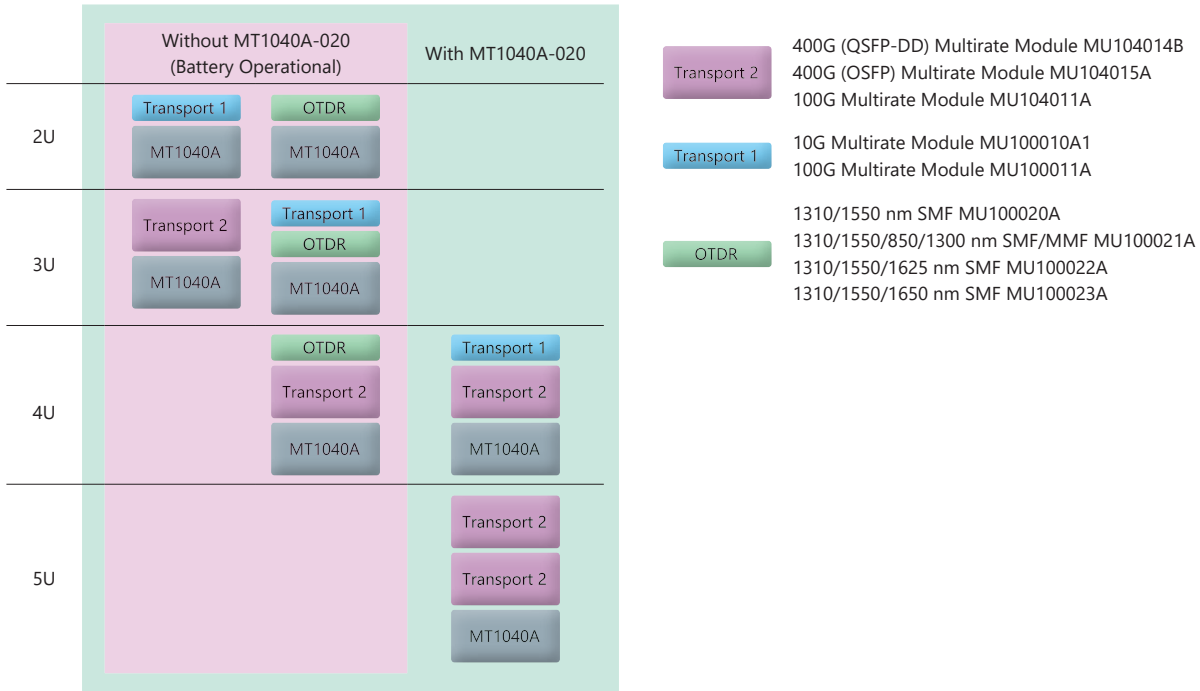 Without MT1040A-020
(Battery Operational)
With MT1040A-020
2U
Transport 1
MT1040A
OTDR
MT1040A
3U
Transport 2
MT1040A
Transport 1
OTDR
MT1040A
4U
OTDR
Transport 2
MT1040A
Transport 1
Transport 2
MT1040A
5U
Transport 2
Transport 2
MT1040A
Transport 2
400G (QSFP-DD) Multirate Module MU104014B
400G (OSFP) Multirate Module MU104015A
100G Multirate Module MU104011A
Transport 1
10G Multirate Module MU100010A1
100G Multirate Module MU100011A
OTDR
1310/1550 nm SMF MU100020A
1310/1550/850/1300 nm SMF/MMF MU100021A
1310/1550/1625 nm SMF MU100022A
1310/1550/1650 nm SMF MU100023A